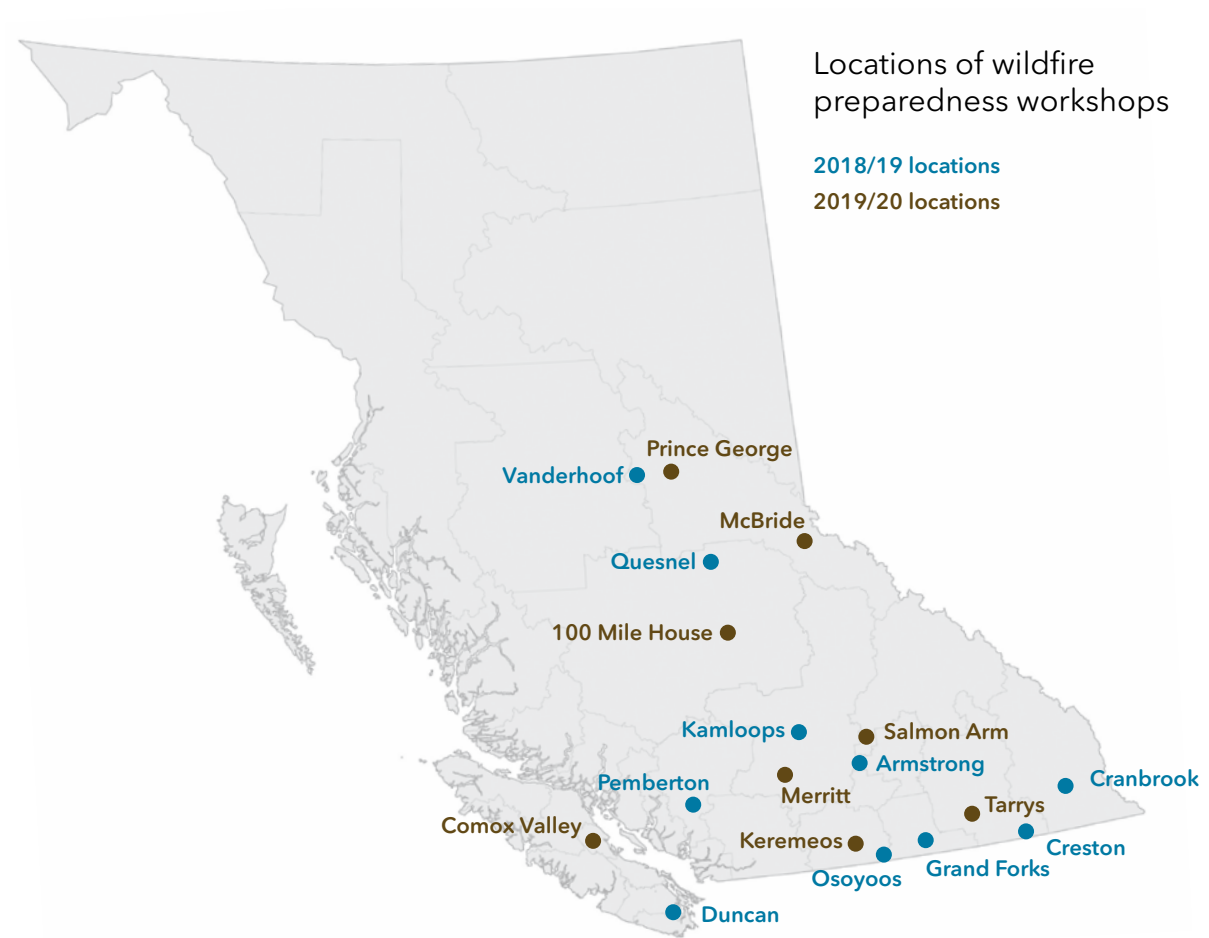 Locations of wildfire
preparedness workshops
2018/19 locations
2019/20 locations
Prince George
Vanderhoof
McBride
Quesnel
100 Mile House
Kamloops
Salmon Arm
Armstrong
Cranbrook
Pemberton
Merritt
Tarrys
Comox Valley
Keremeos
Creston
Grand Forks
Osoyoos
Duncan